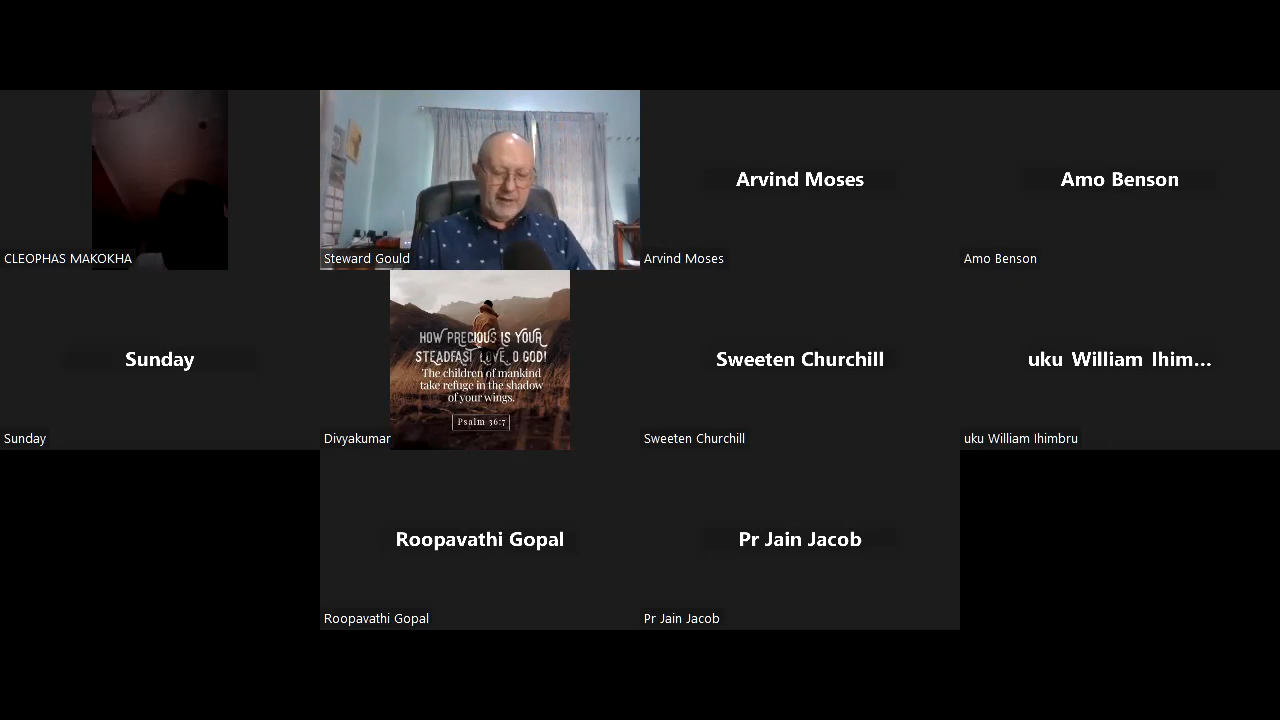 CLEOPHAS MAKOKHA
Steward Gould
Arvind Moses
Arvind Moses
Amo Benson
Amo Benson
Sunday
Sunday
HOW PRECIOUS IS YOUR
STEADFAST LOVE, O GOD!
The children of mankind
take refuge in the shadow
of your wings.
Psalm 36:7
Divyakumar
Sweeten Churchill
Sweeten Churchill
uku William Ihim...
uku William Ihimbru
Roopavathi Gopal
Roopavathi Gopal
Pr Jain Jacob
Pr Jain Jacob